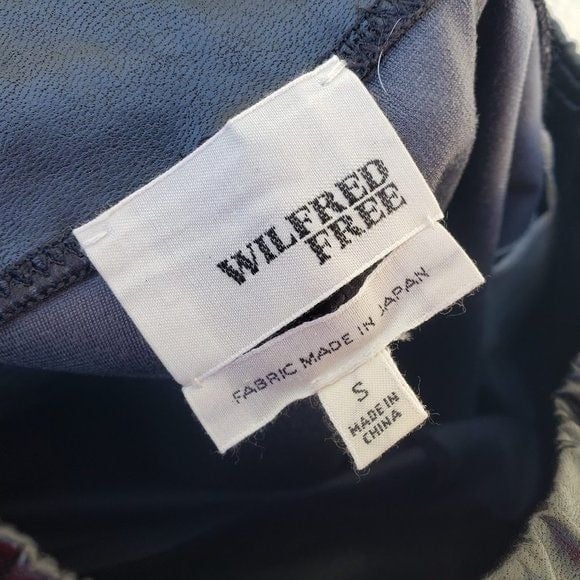 WILFRED
FREE
FABRIC MADE IN JAPAN
S
MADE IN
CHINA